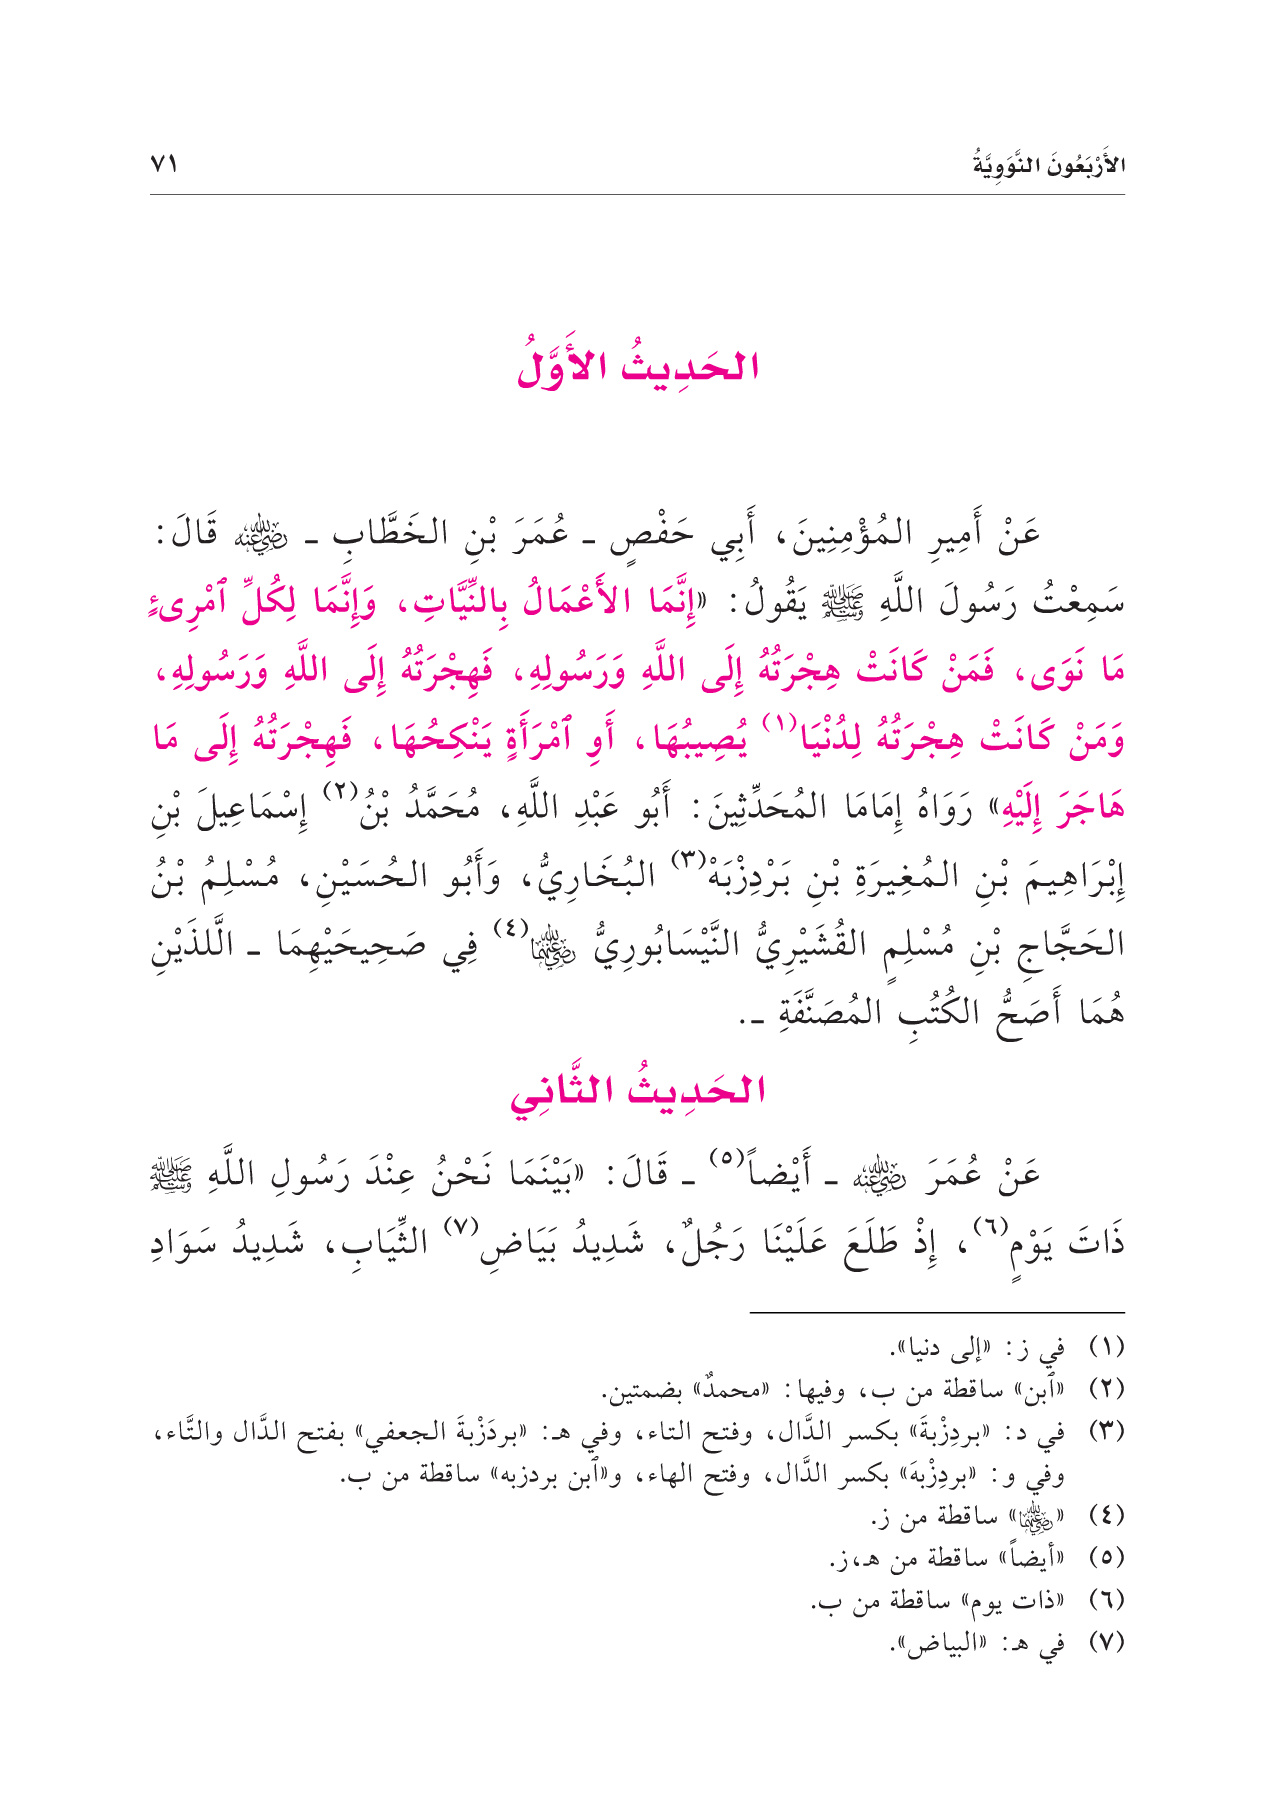 الأَرْبَعُونَ النَّوَوِيَّةُ
٧١
الحَدِيثُ الأَوَّلُ
عَنْ أَمِيرِ المُؤْمِنِينَ، أَبِي حَفْصٍ ـ عُمَرَ بْنِ الخَطَّابِ ـ رضي الله عنه قَالَ:
سَمِعْتُ رَسُولَ اللَّهِ ﷺ يَقُولُ: «إِنَّمَا الأَعْمَالُ بِالنِّيَّاتِ، وَإِنَّمَا لِكُلِّ ٱمْرِىءٍ
مَا نَوَى، فَمَنْ كَانَتْ هِجْرَتُهُ إِلَى اللَّهِ وَرَسُولِهِ، فَهِجْرَتُهُ إِلَى اللَّهِ وَرَسُولِهِ،
وَمَنْ كَانَتْ هِجْرَتُهُ لِدُنْيَا(١) يُصِيبُهَا، أَوِ ٱمْرَأَةٍ يَنْكِحُهَا، فَهِجْرَتُهُ إِلَى مَا
هَاجَرَ إِلَيْهِ» رَوَاهُ إِمَامَا المُحَدِّثِينَ: أَبُو عَبْدِ اللَّهِ، مُحَمَّدُ بْنُ(٢) إِسْمَاعِيلَ بْنِ
إِبْرَاهِيمَ بْنِ المُغِيرَةِ بْنِ بَرْدِزْبَهْ(٣) البُخَارِيُّ، وَأَبُو الحُسَيْنِ، مُسْلِمُ بْنُ
الحَجَّاجِ بْنِ مُسْلِمٍ القُشَيْرِيُّ النَّيْسَابُورِيُّ رضي الله عنهما(٤) فِي صَحِيحَيْهِمَا ـ الَّلذَيْنِ
هُمَا أَصَحُّ الكُتُبِ المُصَنَّفَةِ ـ.
الحَدِيثُ الثَّانِي
عَنْ عُمَرَ رضي الله عنه ـ أَيْضاً(٥) ـ قَالَ: «بَيْنَمَا نَحْنُ عِنْدَ رَسُولِ اللَّهِ ﷺ
ذَاتَ يَوْمٍ(٦)، إِذْ طَلَعَ عَلَيْنَا رَجُلٌ، شَدِيدُ بَيَاضِ(٧) الثِّيَابِ، شَدِيدُ سَوَادِ
(١) في ز: «إلى دنيا».
(٢) «ٱبن» ساقطة من ب، وفيها: «محمدٌ» بضمتين.
(٣) في د: «بردِزْبةَ» بكسر الدَّال، وفتح التاء، وفي هـ: «بردَزْبةَ الجعفي» بفتح الدَّال والتَّاء،
وفي و: «بردِزْبهَ» بكسر الدَّال، وفتح الهاء، و«ٱبن بردزبه» ساقطة من ب.
(٤) «رضي الله عنهما» ساقطة من ز.
(٥) «أيضاً» ساقطة من هـ،ز.
(٦) «ذات يوم» ساقطة من ب.
(٧) في هـ: «البياض».